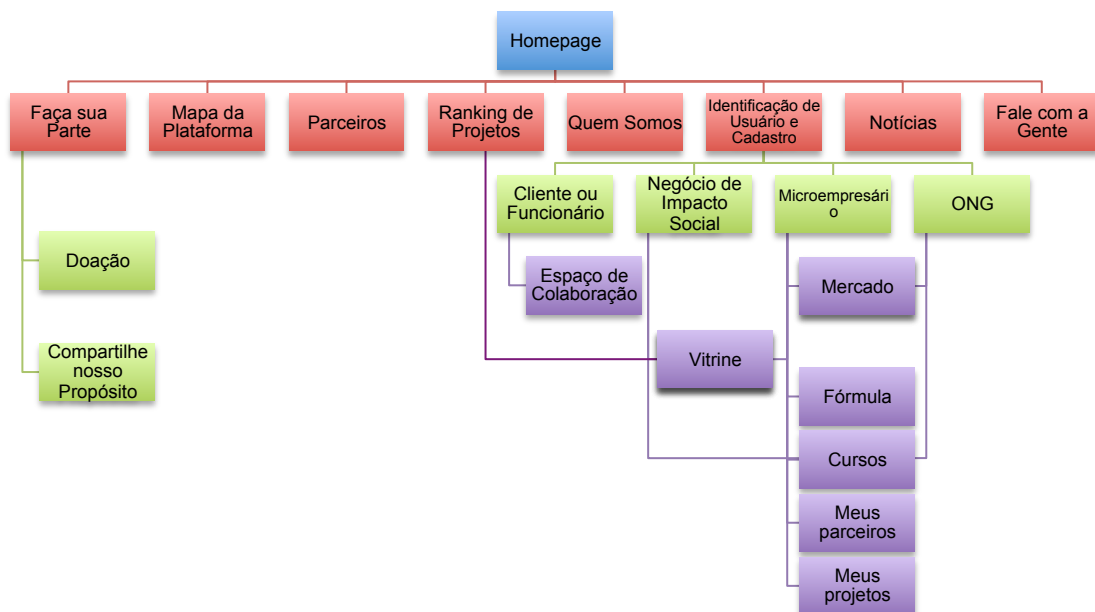 Homepage
Faça sua
Parte
Mapa da
Plataforma
Parceiros
Ranking de
Projetos
Quem Somos
Identificação de
Usuário e
Cadastro
Notícias
Fale com a
Gente
Cliente ou
Funcionário
Negócio de
Impacto
Social
Microempresári
o
ONG
Doação
Espaço de
Colaboração
Mercado
Compartilhe
nosso
Propósito
Vitrine
Fórmula
Cursos
Meus
parceiros
Meus
projetos